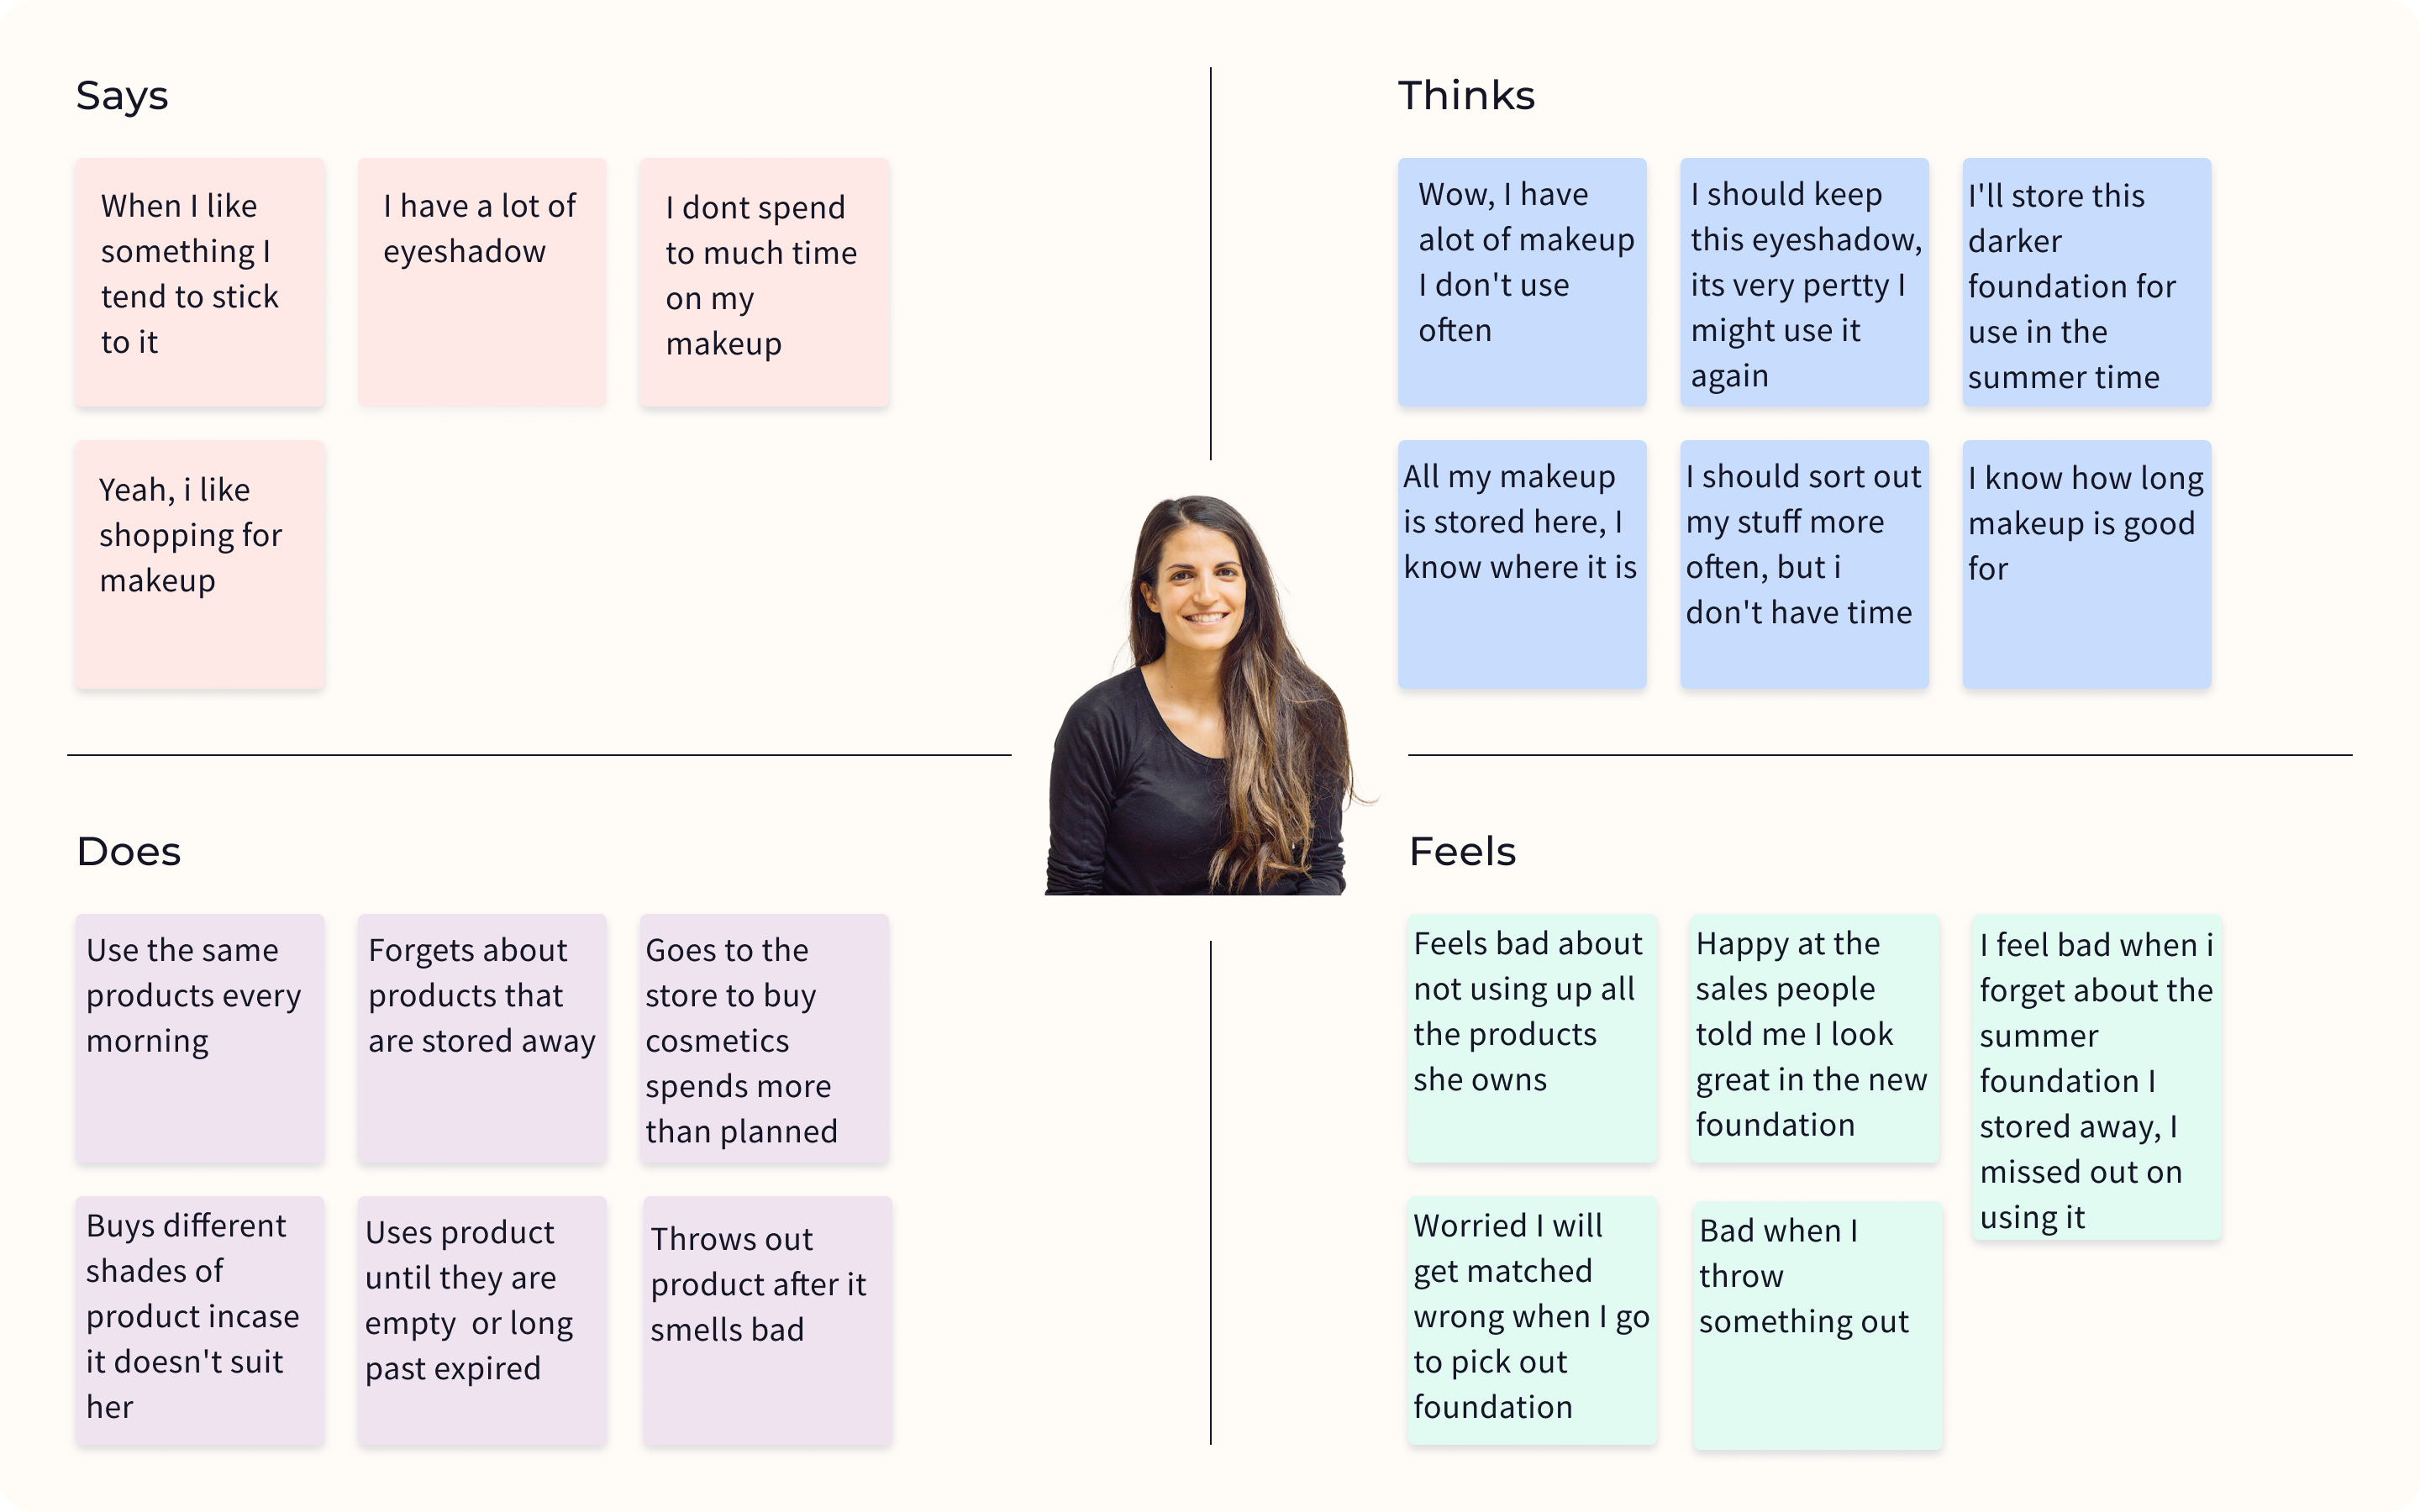 Says
When I like
something I
tend to stick
to it
I have a lot of
eyeshadow
I dont spend
to much time
on my
makeup
Yeah, i like
shopping for
makeup
Thinks
Wow, I have
alot of makeup
I don't use
often
I should keep
this eyeshadow,
its very pertty I
might use it
again
I'll store this
darker
foundation for
use in the
summer time
All my makeup
is stored here, I
know where it is
I should sort out
my stuff more
often, but i
don't have time
I know how long
makeup is good
for
Does
Use the same
products every
morning
Forgets about
products that
are stored away
Goes to the
store to buy
cosmetics
spends more
than planned
Buys different
shades of
product incase
it doesn't suit
her
Uses product
until they are
empty  or long
past expired
Throws out
product after it
smells bad
Feels
Feels bad about
not using up all
the products
she owns
Happy at the
sales people
told me I look
great in the new
foundation
I feel bad when i
forget about the
summer
foundation I
stored away, I
missed out on
using it
Worried I will
get matched
wrong when I go
to pick out
foundation
Bad when I
throw
something out